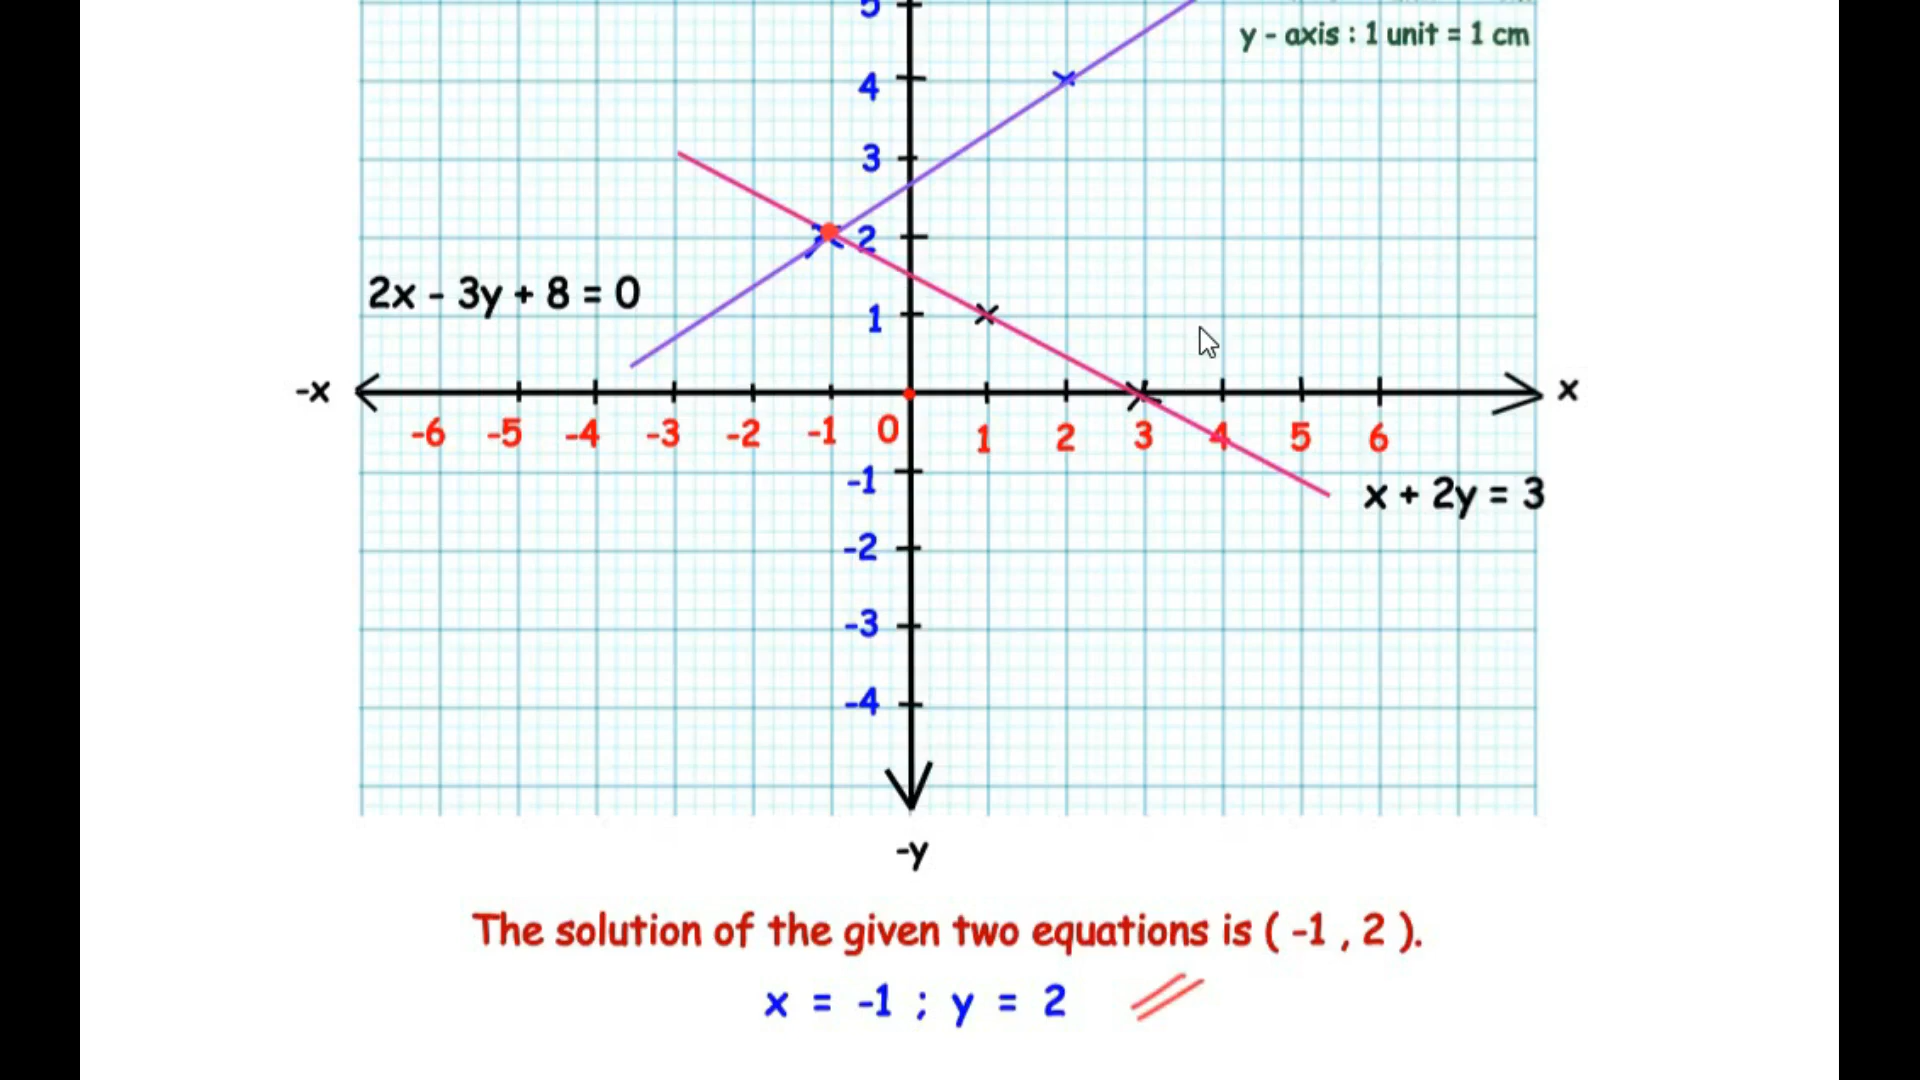 5
y - axis : 1 unit = 1 cm
4
3
2
2x - 3y + 8 = 0
1
-x
x
-6 -5 -4 -3 -2 -1 0 1 2 3 4 5 6
-1
x + 2y = 3
-2
-3
-4
-y
The solution of the given two equations is ( -1 , 2 ).
x = -1 ; y = 2